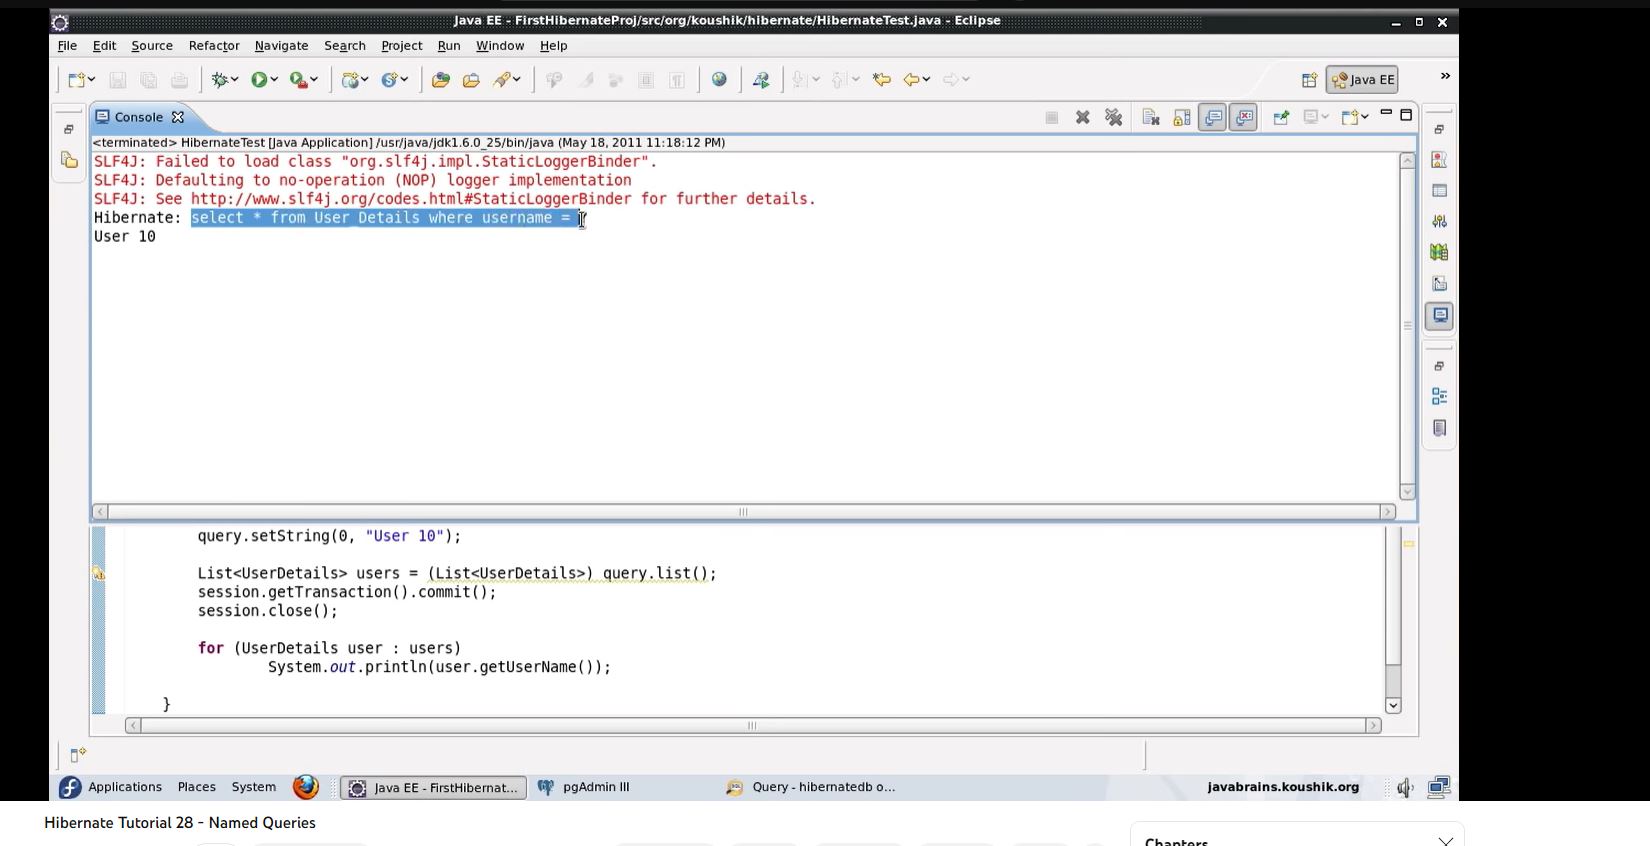 Java EE - FirstHibernateProj/src/org/koushik/hibernate/HibernateTest.java - Eclipse
File Edit Source Refactor Navigate Search Project Run Window Help
Java EE
Console
<terminated> HibernateTest [Java Application] /usr/java/jdk1.6.0_25/bin/java (May 18, 2011 11:18:12 PM)
SLF4J: Failed to load class "org.slf4j.impl.StaticLoggerBinder".
SLF4J: Defaulting to no-operation (NOP) logger implementation
SLF4J: See http://www.slf4j.org/codes.html#StaticLoggerBinder for further details.
Hibernate: select * from User_Details where username =
User 10
query.setString(0, "User 10");
List<UserDetails> users = (List<UserDetails>) query.list();
session.getTransaction().commit();
session.close();
for (UserDetails user : users)
System.out.println(user.getUserName());
}
Applications Places System Java EE - FirstHibernat... pgAdmin III Query - hibernatedb o... javabrains.koushik.org
Hibernate Tutorial 28 - Named Queries
Chapters